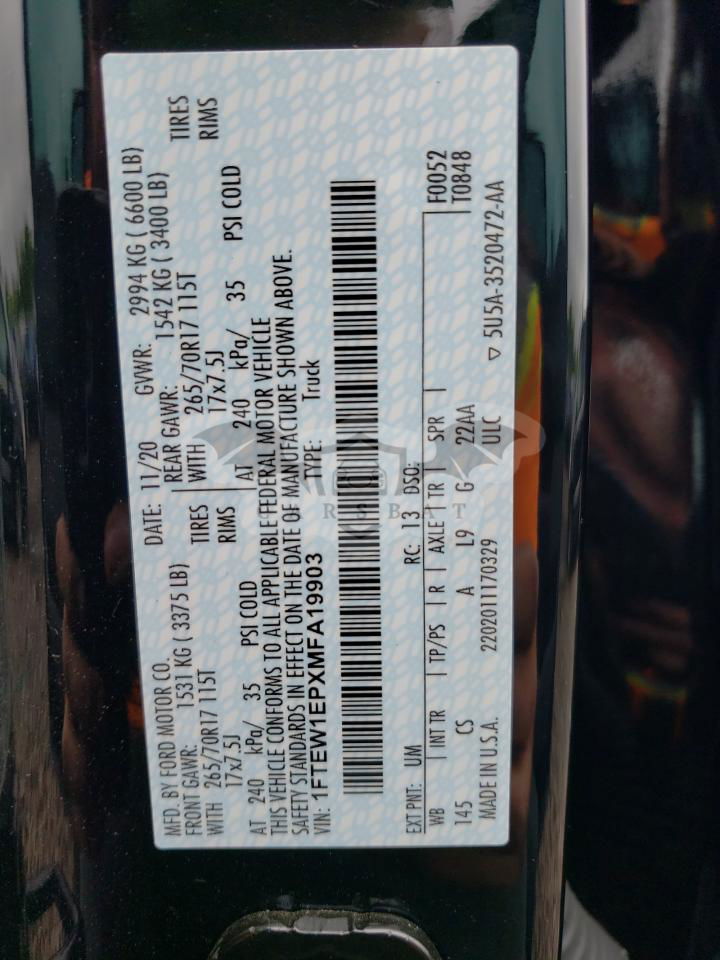 MFD. BY FORD MOTOR CO.
DATE: 11/20 GVWR: 2994 KG ( 6600 LB)
FRONT GAWR: 1531 KG ( 3375 LB) REAR GAWR: 1542 KG ( 3400 LB)
WITH 265/70R17 115T TIRES WITH 265/70R17 115T TIRES
17x7.5J RIMS 17x7.5J RIMS
AT 240 kPa/ 35 PSI COLD AT 240 kPa/ 35 PSI COLD
THIS VEHICLE CONFORMS TO ALL APPLICABLE FEDERAL MOTOR VEHICLE
SAFETY STANDARDS IN EFFECT ON THE DATE OF MANUFACTURE SHOWN ABOVE.
VIN: 1FTEW1EPXMFA19903 TYPE: Truck
CARSBAT
EXT PNT: UM RC: 13 DSO: F0052
WB INT TR TP/PS R AXLE TR SPR T0848
145 CS A L9 G 22AA
MADE IN U.S.A. 2202011170329 ULC ▽ 5U5A-3520472-AA